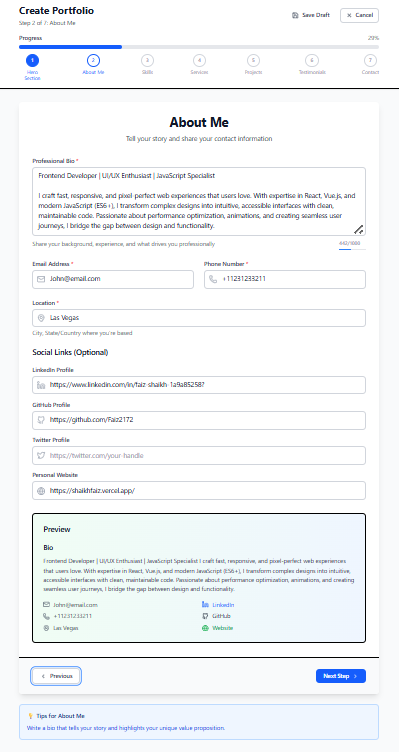 Create Portfolio
Step 2 of 7: About Me
Save Draft
Cancel
Progress
29%
1
2
3
4
5
6
7
Hero
Section
About Me
Skills
Services
Projects
Testimonials
Contact
About Me
Tell your story and share your contact information
Professional Bio *
Frontend Developer | UI/UX Enthusiast | JavaScript Specialist
I craft fast, responsive, and pixel-perfect web experiences that users love. With expertise in React, Vue.js, and
modern JavaScript (ES6+), I transform complex designs into intuitive, accessible interfaces with clean,
maintainable code. Passionate about performance optimization, animations, and creating seamless user
journeys, I bridge the gap between design and functionality.
Share your background, experience, and what drives you professionally
442/1000
Email Address *
Phone Number *
John@email.com
+11231233211
Location *
Las Vegas
City, State/Country where you're based
Social Links (Optional)
LinkedIn Profile
https://www.linkedin.com/in/faiz-shaikh-1a9a85258?
GitHub Profile
https://github.com/Faiz2172
Twitter Profile
https://twitter.com/your-handle
Personal Website
https://shaikhfaiz.vercel.app/
Preview
Bio
Frontend Developer | UI/UX Enthusiast | JavaScript Specialist I craft fast, responsive, and pixel-perfect web experiences
that users love. With expertise in React, Vue.js, and modern JavaScript (ES6+), I transform complex designs into intuitive,
accessible interfaces with clean, maintainable code. Passionate about performance optimization, animations, and creating
seamless user journeys, I bridge the gap between design and functionality.
John@email.com
LinkedIn
+11231233211
GitHub
Las Vegas
Website
Previous
Next Step
Tips for About Me
Write a bio that tells your story and highlights your unique value proposition.